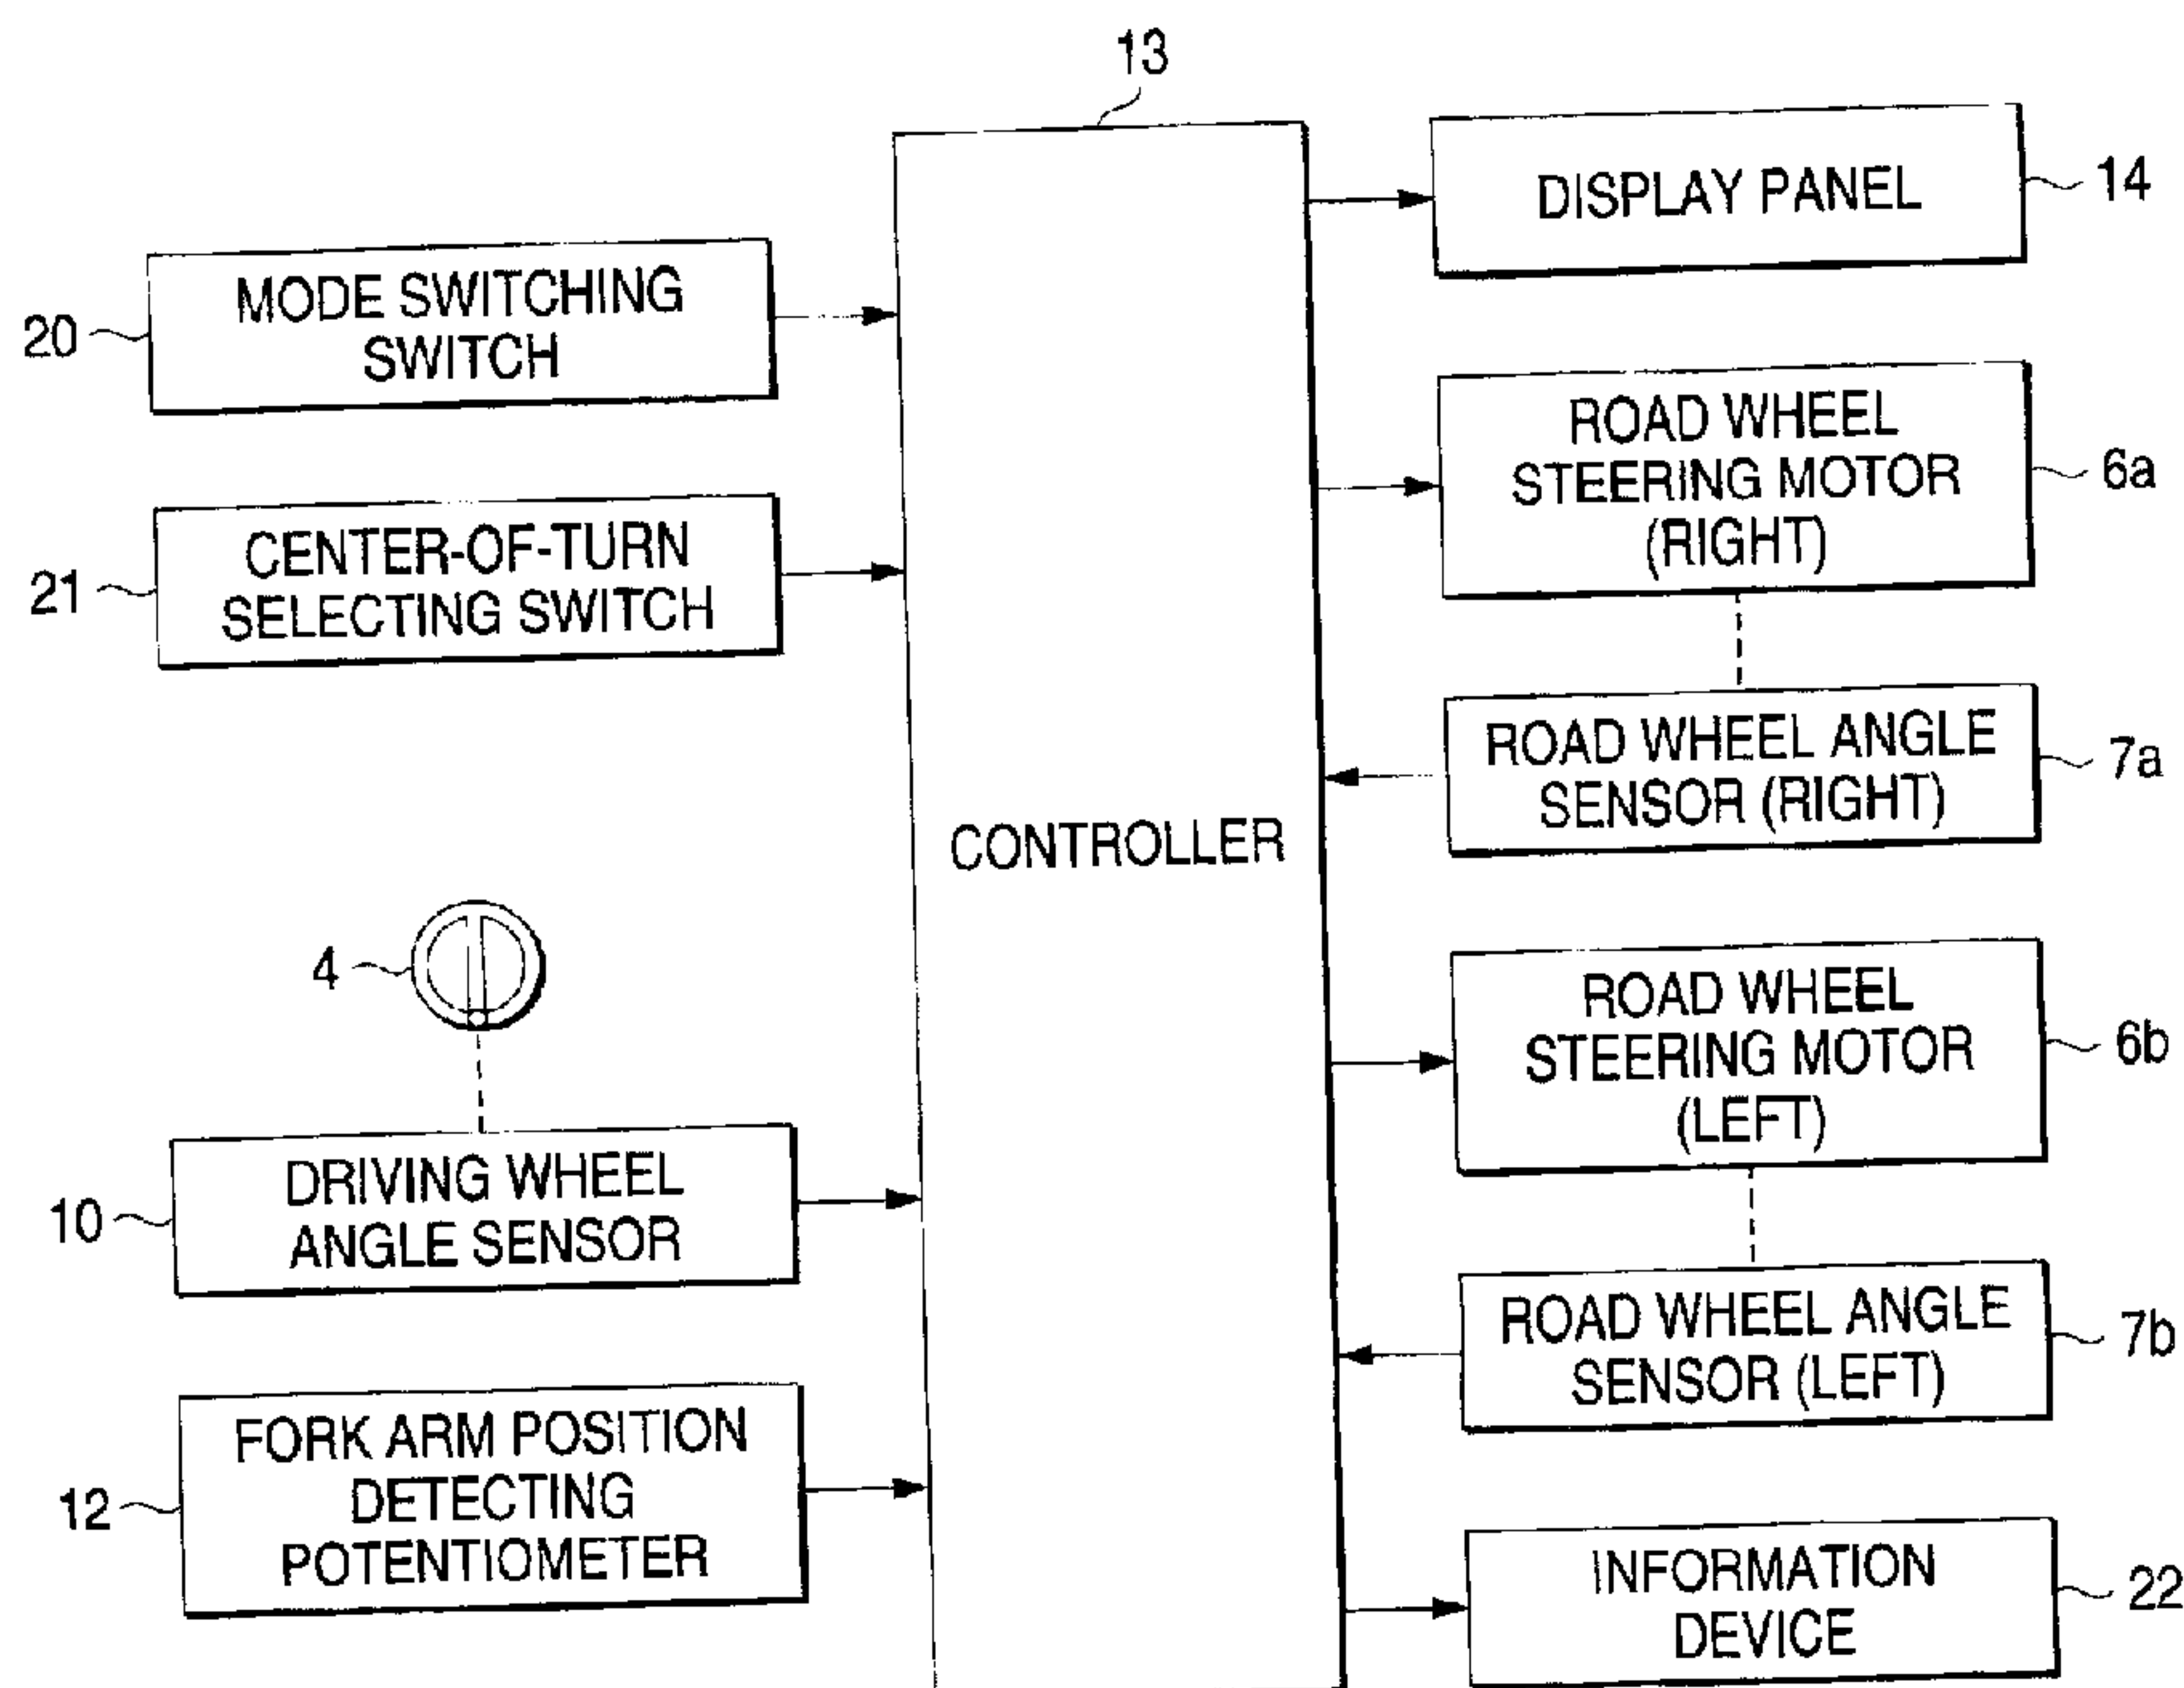 13
DISPLAY PANEL
14
MODE SWITCHING
SWITCH
20
ROAD WHEEL
STEERING MOTOR
(RIGHT)
6a
CENTER-OF-TURN
SELECTING SWITCH
21
ROAD WHEEL ANGLE
SENSOR (RIGHT)
7a
CONTROLLER
4
ROAD WHEEL
STEERING MOTOR
(LEFT)
6b
DRIVING WHEEL
ANGLE SENSOR
10
ROAD WHEEL ANGLE
SENSOR (LEFT)
7b
FORK ARM POSITION
DETECTING
POTENTIOMETER
12
INFORMATION
DEVICE
22